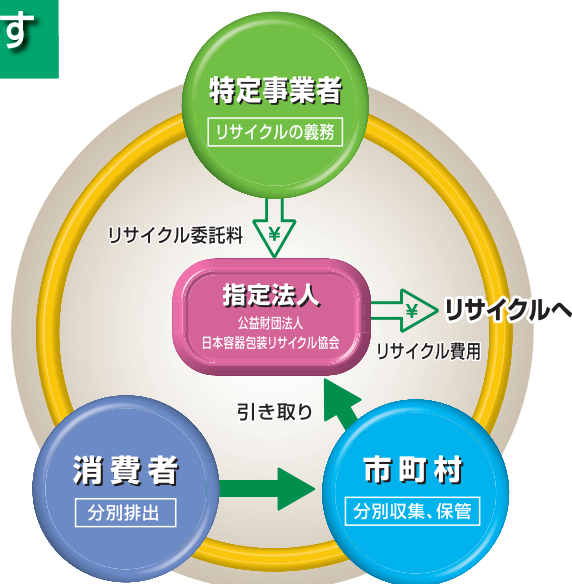 す
特定事業者
リサイクルの義務
リサイクル委託料
¥
指定法人
公益財団法人
日本容器包装リサイクル協会
¥
リサイクルへ
リサイクル費用
引き取り
消費者
分別排出
市町村
分別収集、保管